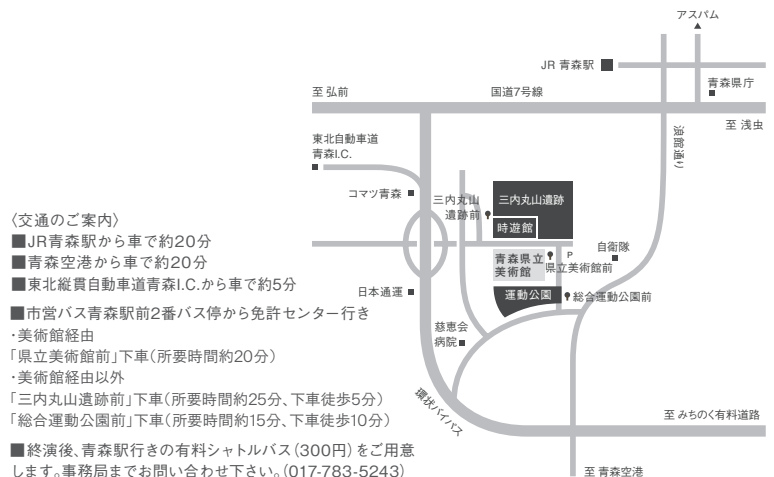 アスパム
JR 青森駅
青森県庁
至 弘前
国道7号線
至 浅虫
浪館通り
東北自動車道
青森I.C.
コマツ青森
三内丸山
遺跡前
三内丸山遺跡
時遊館
青森県立
美術館
P
県立美術館前
自衛隊
運動公園
総合運動公園前
日本通運
慈恵会
病院
環状バイパス
至 みちのく有料道路
至 青森空港
〈交通のご案内〉
■JR青森駅から車で約20分
■青森空港から車で約20分
■東北縦貫自動車道青森I.C.から車で約5分
■市営バス青森駅前2番バス停から免許センター行き
・美術館経由
「県立美術館前」下車（所要時間約20分）
・美術館経由以外
「三内丸山遺跡前」下車（所要時間約25分、下車徒歩5分）
「総合運動公園前」下車（所要時間約15分、下車徒歩10分）
■終演後、青森駅行きの有料シャトルバス（300円）をご用意
します。事務局までお問い合わせ下さい。（017-783-5243）